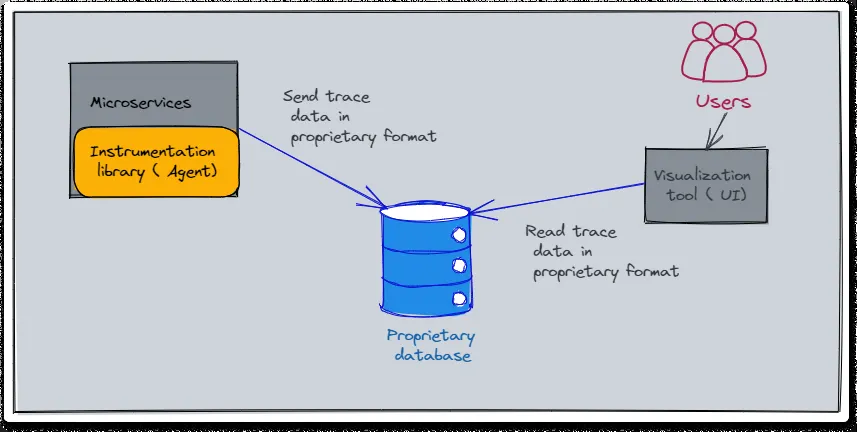 Microservices
Instrumentation
library ( Agent)
Send trace
data in
proprietary format
Users
Visualization
tool ( UI)
Read trace
data in
proprietary format
Proprietary
database